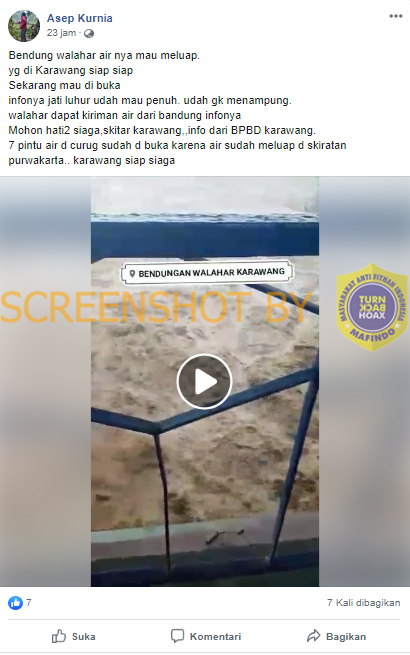 Asep Kurnia
23 jam ·
Bendung walahar air nya mau meluap.
yg di Karawang siap siap
Sekarang mau di buka
infonya jati luhur udah mau penuh. udah gk menampung.
walahar dapat kiriman air dari bandung infonya
Mohon hati2 siaga,skitar karawang,,info dari BPBD karawang.
7 pintu air d curug sudah d buka karena air sudah meluap d skiratan
purwakarta.. karawang siap siaga
BENDUNGAN WALAHAR KARAWANG
SCREENSHOT BY
MASYARAKAT ANTI FITNAH INDONESIA
TURN
BACK
HOAX
MAFINDO
7
7 Kali dibagikan
Suka
Komentari
Bagikan